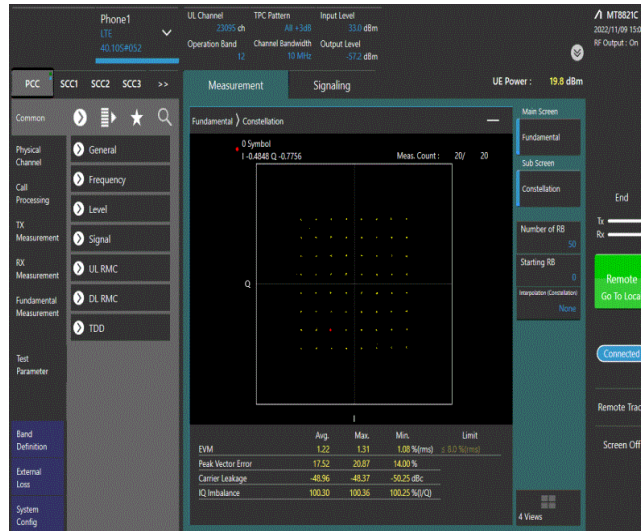 Phone1
LTE
40.105#052
UL Channel TPC Pattern Input Level
23095 ch Alt +3dB 33.0 dBm
Operation Band Channel Bandwidth Output Level
12 10 MHz -57.2 dBm
MT8821C
2022/11/09 15:0
RF Output : On
PCC SCC1 SCC2 SCC3 >>
Measurement Signaling
UE Power : 19.8 dBm
Common
Physical
Channel
Call
Processing
TX
Measurement
RX
Measurement
Fundamental
Measurement
Test
Parameter
Band
Definition
External
Loss
System
Config
General
Frequency
Level
Signal
UL RMC
DL RMC
TDD
Fundamental 〉 Constellation
0 Symbol
I -0.4848 Q -0.7756 Meas. Count : 20/ 20
Q
I
Avg. Max. Min. Limit
EVM 1.22 1.31 1.08 %(rms) ≤ 8.0 %(rms)
Peak Vector Error 17.52 20.87 14.00 %
Carrier Leakage -48.96 -48.37 -50.25 dBc
IQ Imbalance 100.30 100.36 100.25 %(I/Q)
Main Screen
Fundamental
Sub Screen
Constellation
Number of RB
50
Starting RB
0
Interpolation (Constellation)
None
4 Views
End
Tx
Rx
Remote
Go To Loca
Connected
Remote Trac
Screen Off